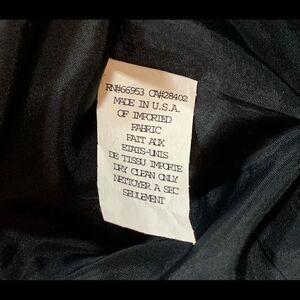 RN#66953 CA#28402
MADE IN U.S.A.
OF IMPORTED
FABRIC
FAIT AUX
ETATS-UNIS
DE TISSU IMPORTE
DRY CLEAN ONLY
NETTOYER A SEC
SEULEMENT